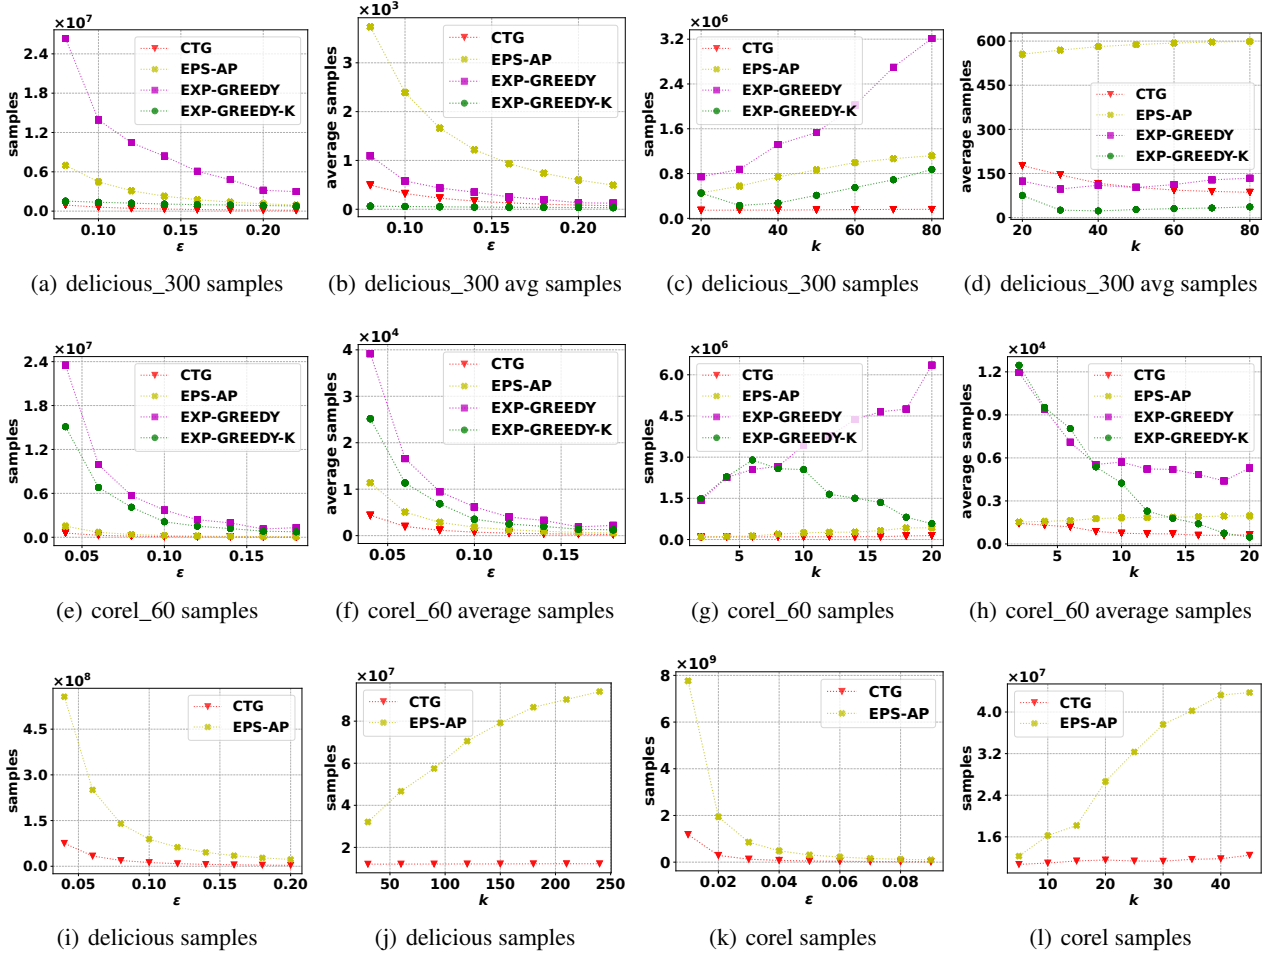 ×10⁷
samples
2.4
1.8
1.2
0.6
0.0
CTG
EPS-AP
EXP-GREEDY
EXP-GREEDY-K
0.10 0.15 0.20
ε
(a) delicious_300 samples
×10³
average samples
3
2
1
0
CTG
EPS-AP
EXP-GREEDY
EXP-GREEDY-K
0.10 0.15 0.20
ε
(b) delicious_300 avg samples
×10⁶
samples
3.2
2.4
1.6
0.8
0.0
CTG
EPS-AP
EXP-GREEDY
EXP-GREEDY-K
20 40 60 80
k
(c) delicious_300 samples
average samples
600
450
300
150
0
CTG
EPS-AP
EXP-GREEDY
EXP-GREEDY-K
20 40 60 80
k
(d) delicious_300 avg samples
×10⁷
samples
2.4
1.8
1.2
0.6
0.0
CTG
EPS-AP
EXP-GREEDY
EXP-GREEDY-K
0.05 0.10 0.15
ε
(e) corel_60 samples
×10⁴
average samples
4
3
2
1
0
CTG
EPS-AP
EXP-GREEDY
EXP-GREEDY-K
0.05 0.10 0.15
ε
(f) corel_60 average samples
×10⁶
samples
6.0
4.5
3.0
1.5
0.0
CTG
EPS-AP
EXP-GREEDY
EXP-GREEDY-K
5 10 15 20
k
(g) corel_60 samples
×10⁴
average samples
1.2
0.9
0.6
0.3
0.0
CTG
EPS-AP
EXP-GREEDY
EXP-GREEDY-K
5 10 15 20
k
(h) corel_60 average samples
×10⁸
samples
4.5
3.0
1.5
0.0
CTG
EPS-AP
0.05 0.10 0.15 0.20
ε
(i) delicious samples
×10⁷
samples
8
6
4
2
CTG
EPS-AP
50 100 150 200 250
k
(j) delicious samples
×10⁹
samples
8
6
4
2
0
CTG
EPS-AP
0.02 0.04 0.06 0.08
ε
(k) corel samples
×10⁷
samples
4.0
3.2
2.4
1.6
CTG
EPS-AP
10 20 30 40
k
(l) corel samples